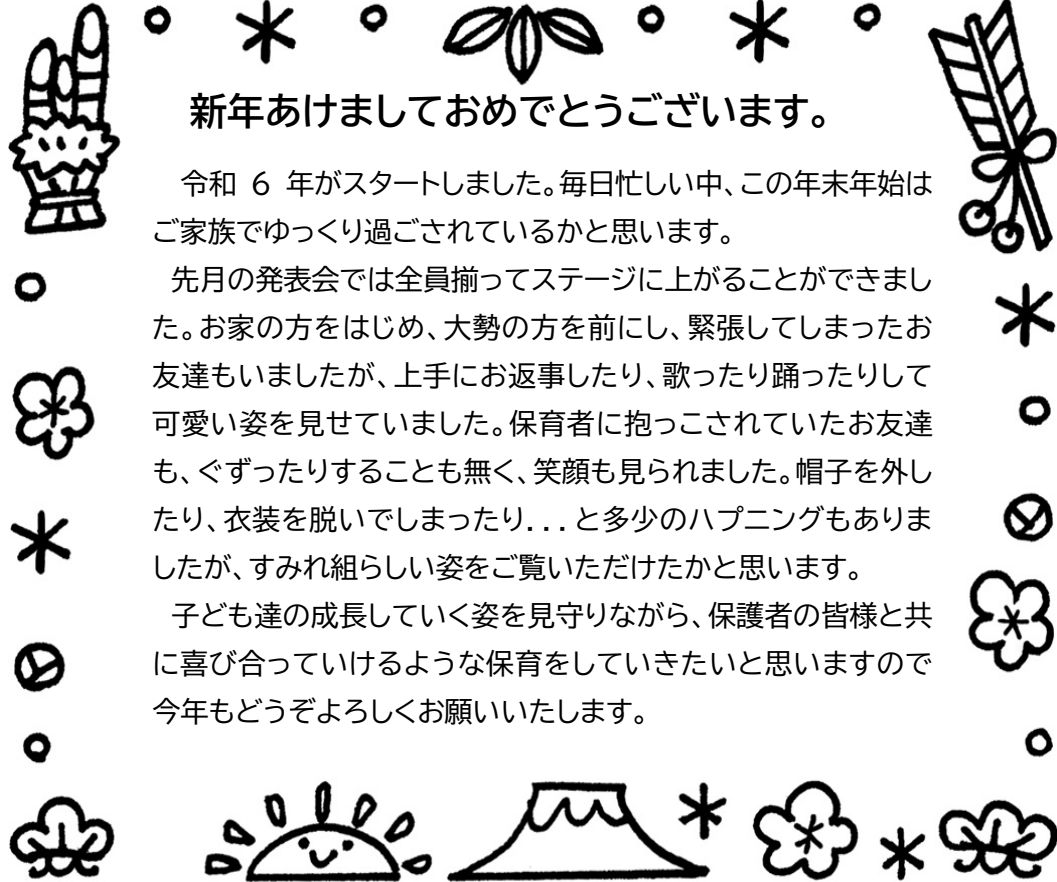 新年あけましておめでとうございます。
令和 6 年がスタートしました。毎日忙しい中、この年末年始は
ご家族でゆっくり過ごされているかと思います。
先月の発表会では全員揃ってステージに上がることができまし
た。お家の方をはじめ、大勢の方を前にし、緊張してしまったお
友達もいましたが、上手にお返事したり、歌ったり踊ったりして
可愛い姿を見せていました。保育者に抱っこされていたお友達
も、ぐずったりすることも無く、笑顔も見られました。帽子を外し
たり、衣装を脱いでしまったり...と多少のハプニングもありま
したが、すみれ組らしい姿をご覧いただけたかと思います。
子ども達の成長していく姿を見守りながら、保護者の皆様と共
に喜び合っていけるような保育をしていきたいと思いますので
今年もどうぞよろしくお願いいたします。